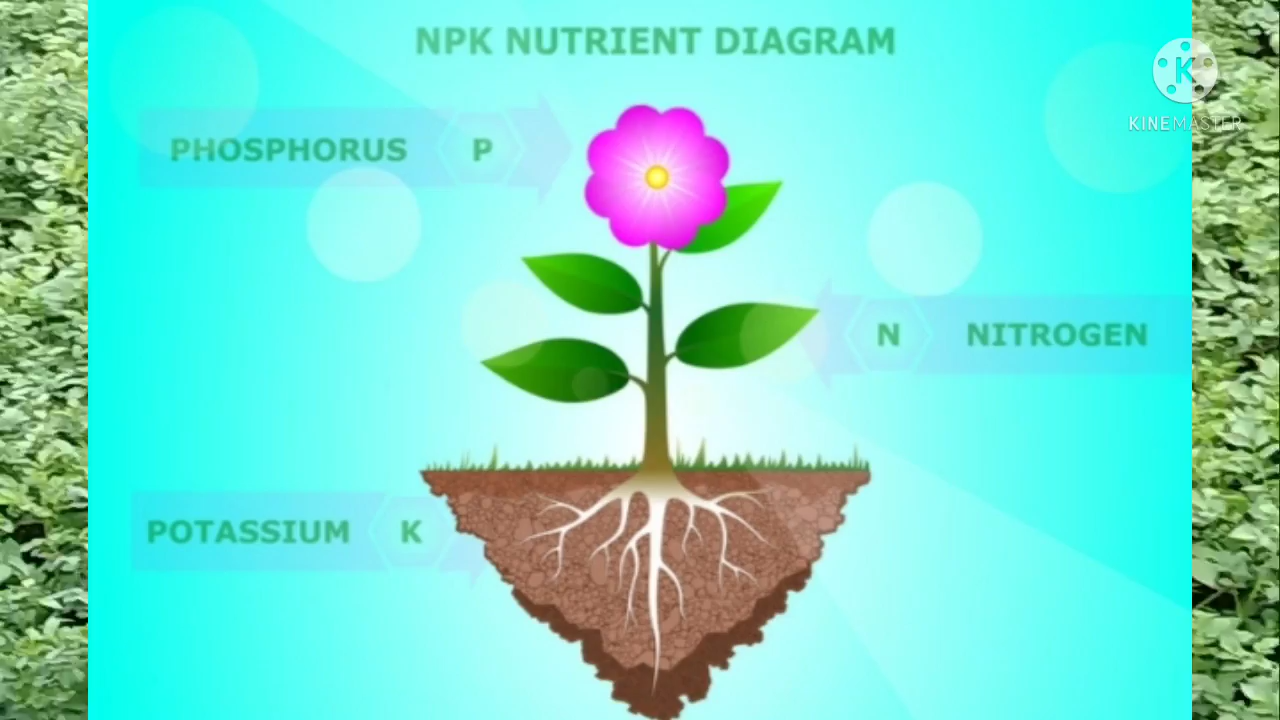 NPK NUTRIENT DIAGRAM
K
KINEMASTER
PHOSPHORUS P
N NITROGEN
POTASSIUM K